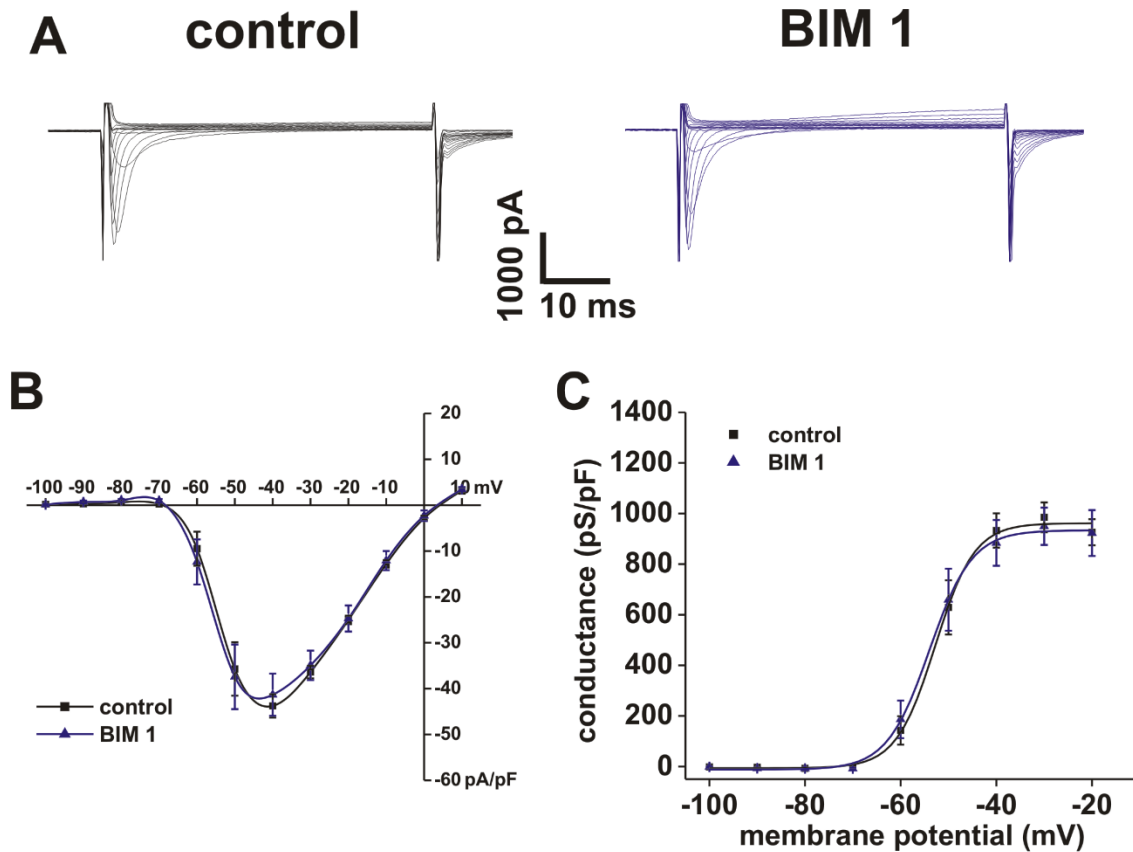 A control BIM 1
1000 pA
10 ms
B
20
10
-100 -90 -80 -70 -60 -50 -40 -30 -20 -10 0 10 mV
-10
-20
-30
-40
-50
-60 pA/pF
control
BIM 1
C
conductance (pS/pF)
1400
1200
1000
800
600
400
200
0
control
BIM 1
-100 -80 -60 -40 -20
membrane potential (mV)